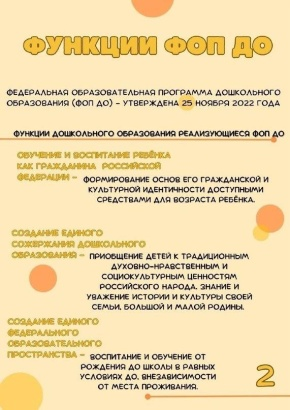 ФУНКЦИИ ФОП ДО
ФЕДЕРАЛЬНАЯ ОБРАЗОВАТЕЛЬНАЯ ПРОГРАММА ДОШКОЛЬНОГО
ОБРАЗОВАНИЯ (ФОП ДО) – УТВЕРЖДЕНА 25 НОЯБРЯ 2022 ГОДА
ФУНКЦИИ ДОШКОЛЬНОГО ОБРАЗОВАНИЯ РЕАЛИЗУЮЩИЕСЯ ФОП ДО
ОБУЧЕНИЕ И ВОСПИТАНИЕ РЕБЁНКА
КАК ГРАЖДАНИНА РОССИЙСКОЙ
ФЕДЕРАЦИИ – ФОРМИРОВАНИЕ ОСНОВ ЕГО ГРАЖДАНСКОЙ И
КУЛЬТУРНОЙ ИДЕНТИЧНОСТИ ДОСТУПНЫМИ
СРЕДСТВАМИ ДЛЯ ВОЗРАСТА РЕБЁНКА.
СОЗДАНИЕ ЕДИНОГО
СОЖЕРЖАНИЯ ДОШКОЛЬНОГО
ОБРАЗОВАНИЯ – ПРИОБЩЕНИЕ ДЕТЕЙ К ТРАДИЦИОННЫМ
ДУХОВНО-НРАВСТВЕННЫМ И
СОЦИОКУЛЬТУРНЫМ ЦЕННОСТЯМ
РОССИЙСКОГО НАРОДА. ЗНАНИЕ И
УВАЖЕНИЕ ИСТОРИИ И КУЛЬТУРЫ СВОЕЙ
СЕМЬИ, БОЛЬШОЙ И МАЛОЙ РОДИНЫ.
СОЗДАНИЕ ЕДИНОГО
ФЕДЕРАЛЬНОГО
ОБРАЗОВАТЕЛЬНОГО
ПРОСТРАНСТВА – ВОСПИТАНИЕ И ОБУЧЕНИЕ ОТ
РОЖДЕНИЯ ДО ШКОЛЫ В РАВНЫХ
УСЛОВИЯХ ДО, ВНЕЗАВИСИМОСТИ
ОТ МЕСТА ПРОЖИВАНИЯ.
2